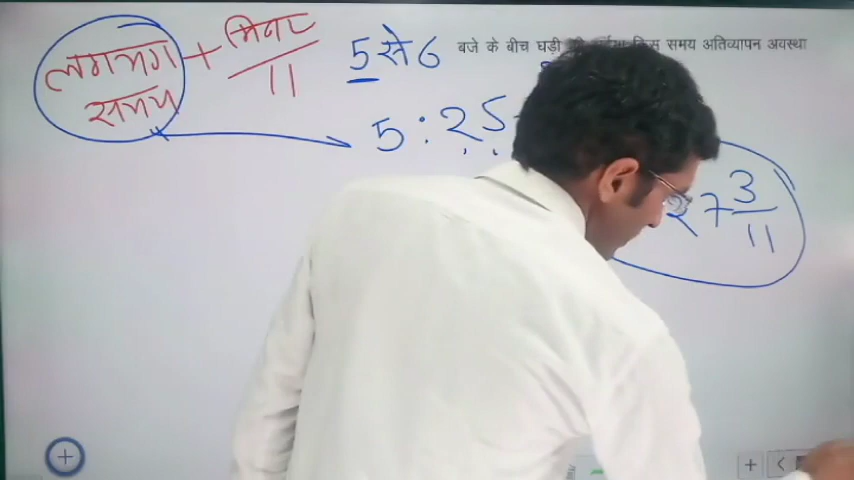 लगभग समय + मिनट/11
5 से 6 बजे के बीच घड़ी किस समय अतिव्यापन अवस्था
5 : 25
27 3/11